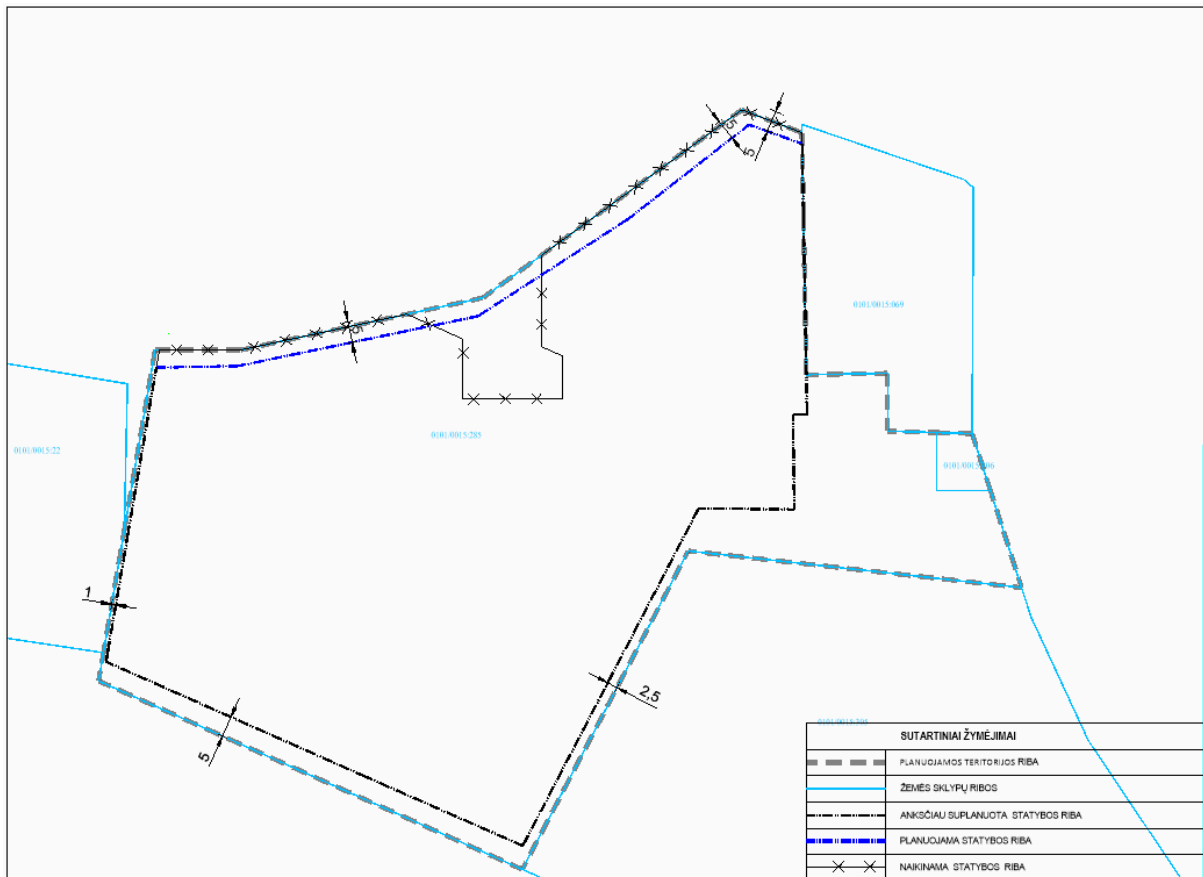 5
5
0101/0015:069
5
0101/0015:285
0101/0015:22
1
2,5
5
SUTARTINIAI ŽYMĖJIMAI
PLANUOJAMOS TERITORIJOS RIBA
ŽEMĖS SKLYPŲ RIBOS
ANKSČIAU SUPLANUOTA STATYBOS RIBA
PLANUOJAMA STATYBOS RIBA
NAIKINAMA STATYBOS RIBA